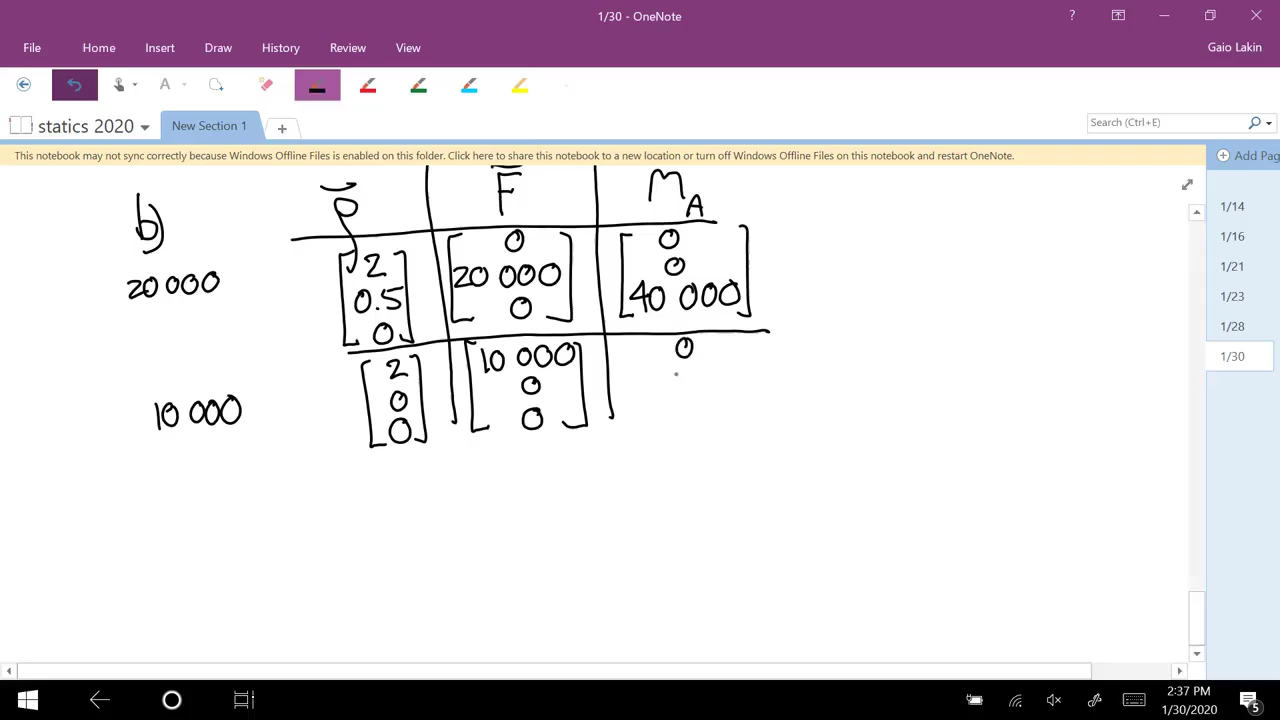 1/30 - OneNote
?
File Home Insert Draw History Review View
Gaio Lakin
A
statics 2020 New Section 1 +
Search (Ctrl+E)
This notebook may not sync correctly because Windows Offline Files is enabled on this folder. Click here to share this notebook to a new location or turn off Windows Offline Files on this notebook and restart OneNote.
Add Pag
1/14
1/16
1/21
1/23
1/28
1/30
b) ρ F M_A
20 000 [2 0.5 0] [0 20 000 0] [0 0 40 000]
10 000 [2 0 0] [10 000 0 0] 0
2:37 PM
1/30/2020
5